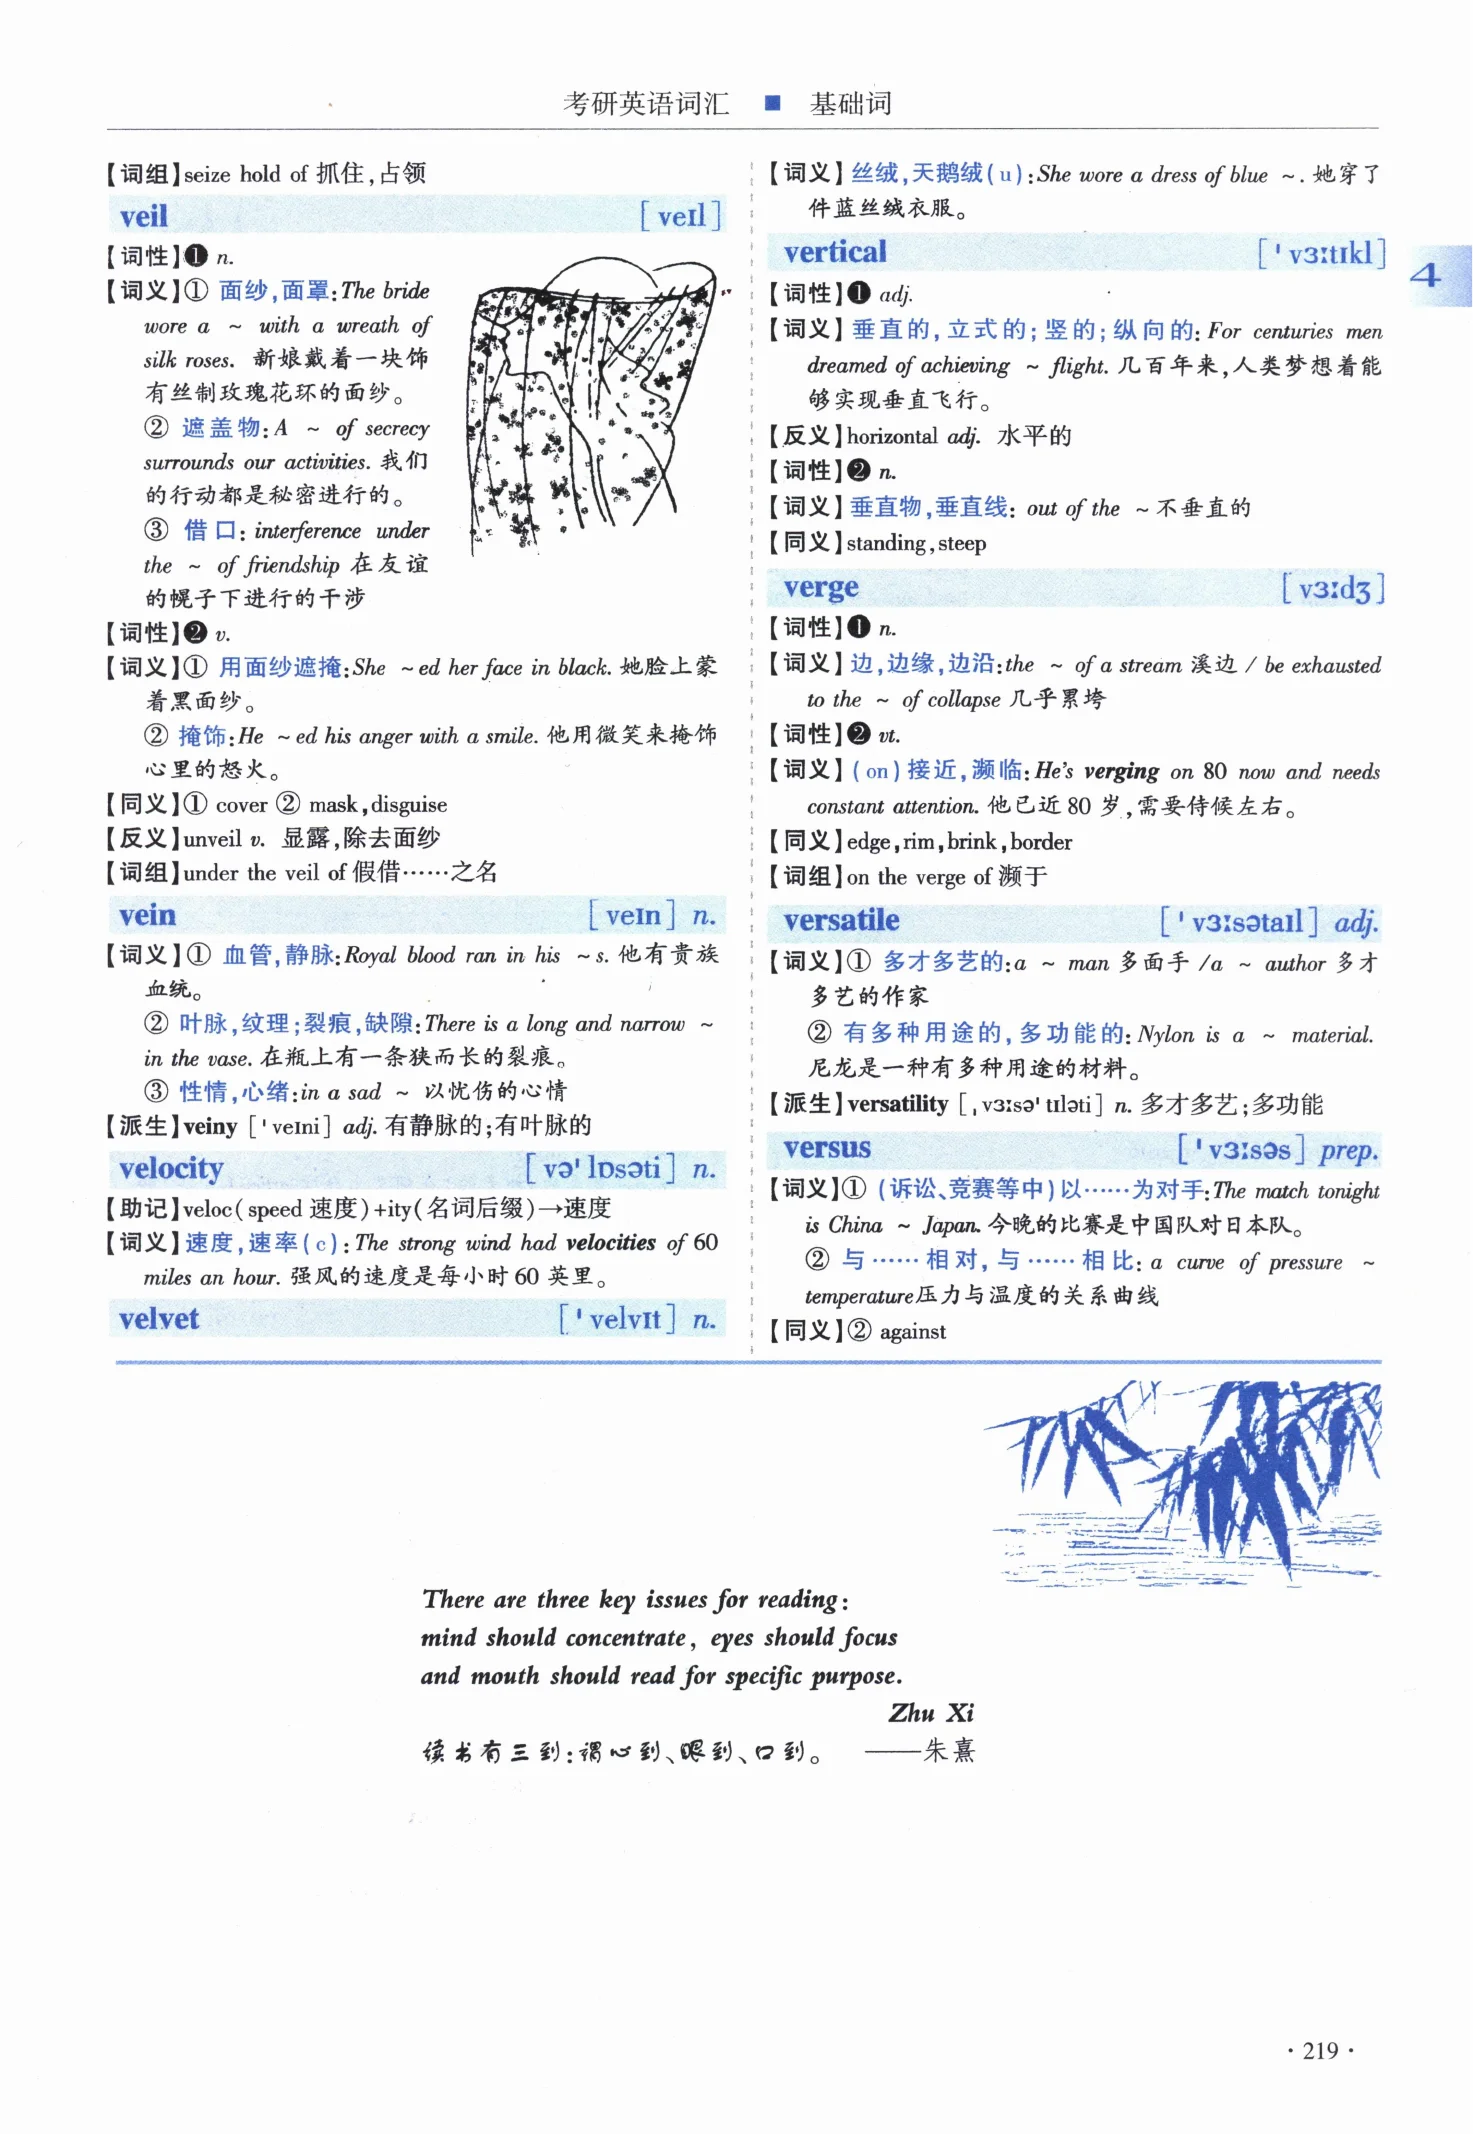 考研英语词汇 ■ 基础词
【词组】seize hold of 抓住,占领
veil [veɪl]
【词性】❶ n.
【词义】① 面纱,面罩:The bride
wore a ~ with a wreath of
silk roses. 新娘戴着一块饰
有丝制玫瑰花环的面纱。
② 遮盖物:A ~ of secrecy
surrounds our activities. 我们
的行动都是秘密进行的。
③ 借口: interference under
the ~ of friendship 在友谊
的幌子下进行的干涉
【词性】❷ v.
【词义】① 用面纱遮掩:She ~ed her face in black. 她脸上蒙
着黑面纱。
② 掩饰:He ~ed his anger with a smile. 他用微笑来掩饰
心里的怒火。
【同义】① cover ② mask,disguise
【反义】unveil v. 显露,除去面纱
【词组】under the veil of 假借……之名
vein [veɪn] n.
【词义】① 血管,静脉:Royal blood ran in his ~s. 他有贵族
血统。
② 叶脉,纹理;裂痕,缺隙:There is a long and narrow ~
in the vase. 在瓶上有一条狭而长的裂痕。
③ 性情,心绪:in a sad ~ 以忧伤的心情
【派生】veiny [ˈveɪni] adj. 有静脉的;有叶脉的
velocity [vəˈlɒsəti] n.
【助记】veloc(speed 速度)+ity(名词后缀)→速度
【词义】速度,速率(c):The strong wind had velocities of 60
miles an hour. 强风的速度是每小时 60 英里。
velvet [ˈvelvɪt] n.
【词义】丝绒,天鹅绒(u):She wore a dress of blue ~. 她穿了
件蓝丝绒衣服。
vertical [ˈvɜːtɪkl]
4
【词性】❶ adj.
【词义】垂直的,立式的;竖的;纵向的: For centuries men
dreamed of achieving ~ flight. 几百年来,人类梦想着能
够实现垂直飞行。
【反义】horizontal adj. 水平的
【词性】❷ n.
【词义】垂直物,垂直线: out of the ~ 不垂直的
【同义】standing,steep
verge [vɜːdʒ]
【词性】❶ n.
【词义】边,边缘,边沿:the ~ of a stream 溪边 / be exhausted
to the ~ of collapse 几乎累垮
【词性】❷ vt.
【词义】(on)接近,濒临:He's verging on 80 now and needs
constant attention. 他已近 80 岁,需要侍候左右。
【同义】edge,rim,brink,border
【词组】on the verge of 濒于
versatile [ˈvɜːsətaɪl] adj.
【词义】① 多才多艺的:a ~ man 多面手 /a ~ author 多才
多艺的作家
② 有多种用途的,多功能的: Nylon is a ~ material.
尼龙是一种有多种用途的材料。
【派生】versatility [ˌvɜːsəˈtɪləti] n. 多才多艺;多功能
versus [ˈvɜːsəs] prep.
【词义】① (诉讼、竞赛等中)以……为对手:The match tonight
is China ~ Japan. 今晚的比赛是中国队对日本队。
② 与……相对,与……相比: a curve of pressure ~
temperature压力与温度的关系曲线
【同义】② against
There are three key issues for reading:
mind should concentrate, eyes should focus
and mouth should read for specific purpose.
Zhu Xi
读书有三到:谓心到、眼到、口到。 ——朱熹
· 219 ·